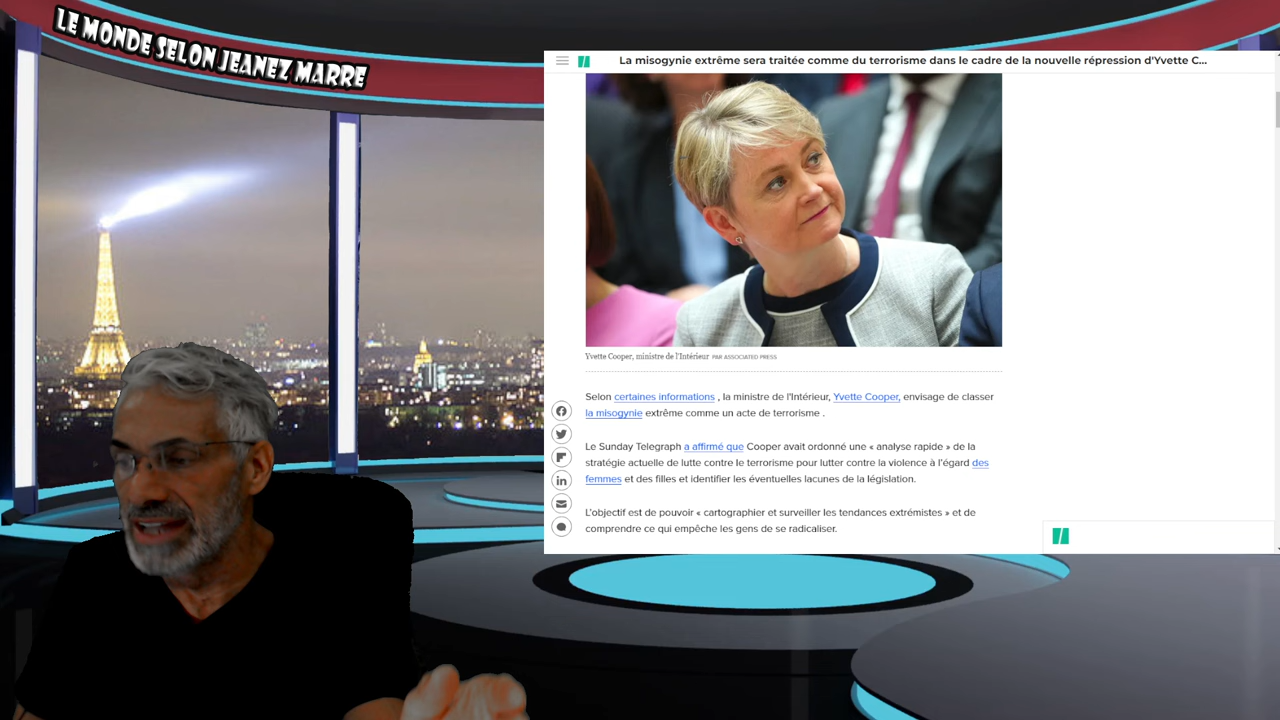 LE MONDE SELON JEANEZ MARRE
La misogynie extrême sera traitée comme du terrorisme dans le cadre de la nouvelle répression d'Yvette C...
Yvette Cooper, ministre de l'Intérieur PAR ASSOCIATED PRESS
Selon certaines informations , la ministre de l'Intérieur, Yvette Cooper, envisage de classer
la misogynie extrême comme un acte de terrorisme .
Le Sunday Telegraph a affirmé que Cooper avait ordonné une « analyse rapide » de la
stratégie actuelle de lutte contre le terrorisme pour lutter contre la violence à l'égard des
femmes et des filles et identifier les éventuelles lacunes de la législation.
L'objectif est de pouvoir « cartographier et surveiller les tendances extrémistes » et de
comprendre ce qui empêche les gens de se radicaliser.